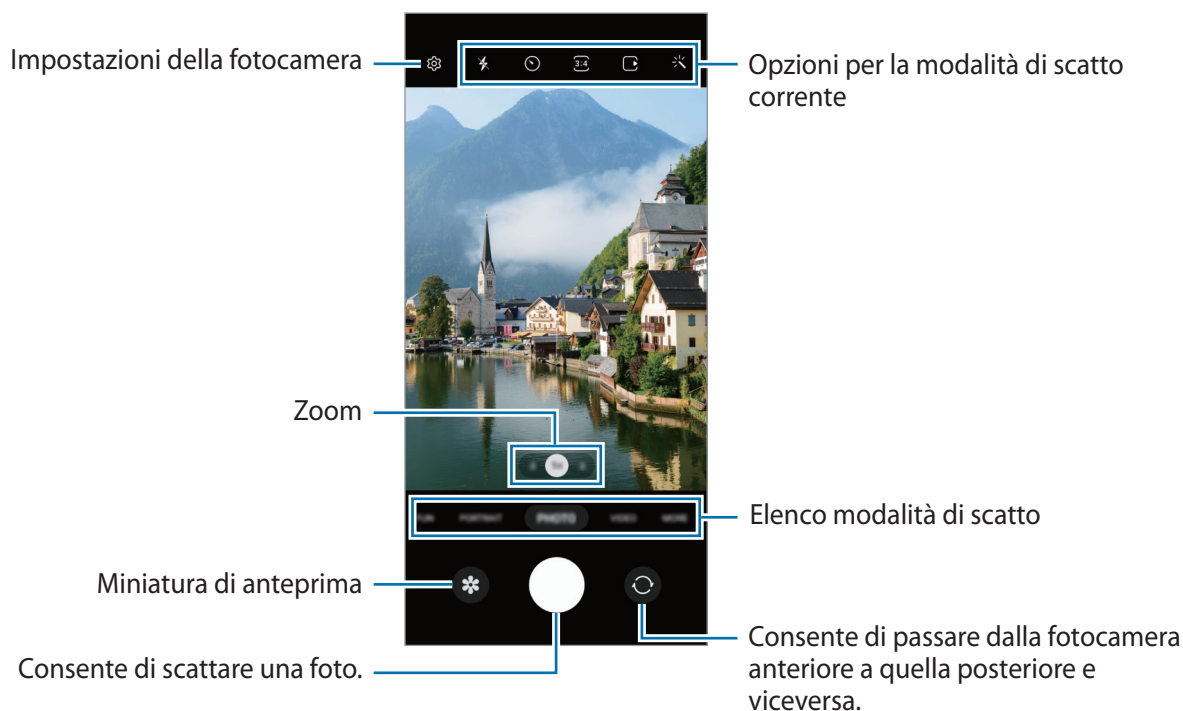 Impostazioni della fotocamera
3:4
Opzioni per la modalità di scatto
corrente
Zoom
PORTRAIT PHOTO VIDEO MORE
Elenco modalità di scatto
Miniatura di anteprima
Consente di scattare una foto.
Consente di passare dalla fotocamera
anteriore a quella posteriore e
viceversa.